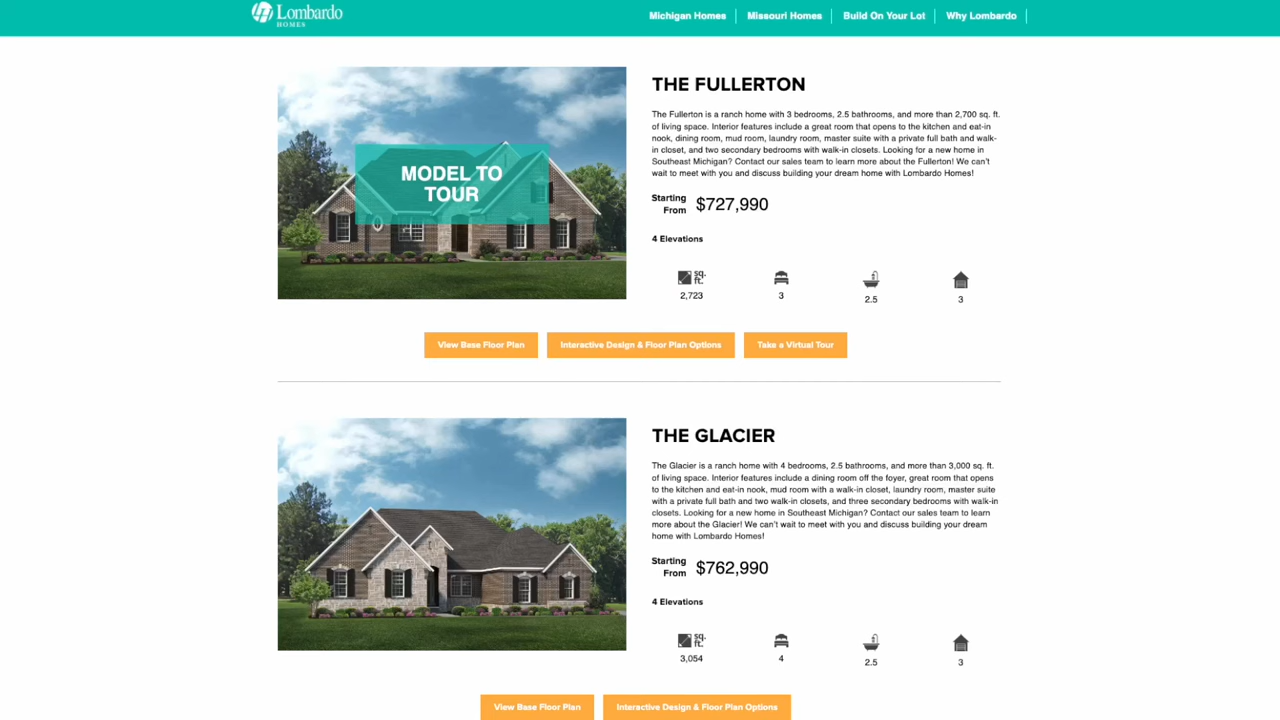 Lombardo
HOMES
Michigan Homes
Missouri Homes
Build On Your Lot
Why Lombardo
MODEL TO
TOUR
THE FULLERTON
The Fullerton is a ranch home with 3 bedrooms, 2.5 bathrooms, and more than 2,700 sq. ft.
of living space. Interior features include a great room that opens to the kitchen and eat-in
nook, dining room, mud room, laundry room, master suite with a private full bath and walk-
in closet, and two secondary bedrooms with walk-in closets. Looking for a new home in
Southeast Michigan? Contact our sales team to learn more about the Fullerton! We can't
wait to meet with you and discuss building your dream home with Lombardo Homes!
Starting
From $727,990
4 Elevations
sq.
ft.
2,723
3
2.5
3
View Base Floor Plan
Interactive Design & Floor Plan Options
Take a Virtual Tour
THE GLACIER
The Glacier is a ranch home with 4 bedrooms, 2.5 bathrooms, and more than 3,000 sq. ft.
of living space. Interior features include a dining room off the foyer, great room that opens
to the kitchen and eat-in nook, mud room with a walk-in closet, laundry room, master suite
with a private full bath and two walk-in closets, and three secondary bedrooms with walk-in
closets. Looking for a new home in Southeast Michigan? Contact our sales team to learn
more about the Glacier! We can't wait to meet with you and discuss building your dream
home with Lombardo Homes!
Starting
From $762,990
4 Elevations
sq.
ft.
3,054
4
2.5
3
View Base Floor Plan
Interactive Design & Floor Plan Options